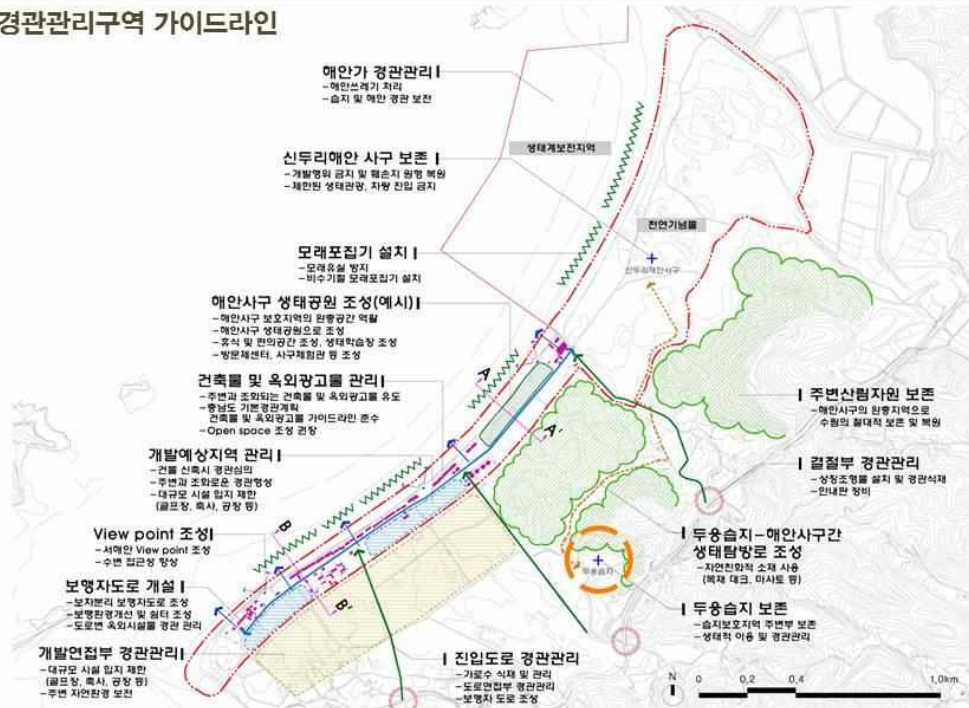 경관관리구역 가이드라인
해안가 경관관리
-해안쓰레기 처리
-습지 및 해안 경관 보전
생태계보전지역
신두리해안 사구 보존
-개발행위 금지 및 훼손지 원형 복원
-제한된 생태관광, 차량 진입 금지
천연기념물
신두리해안사구
모래포집기 설치
-모래유실 방지
-비수기철 모래포집기 설치
해안사구 생태공원 조성(예시)
-해안사구 보호지역의 완충공간 역할
-해안사구 생태공원으로 조성
-휴식 및 편의공간 조성, 생태학습장 조성
-방문제센터, 사구체험관 등 조성
A
A'
건축물 및 옥외광고물 관리
-주변과 조화되는 건축물 및 옥외광고물 유도
-충남도 기본경관계획
건축물 및 옥외광고물 가이드라인 준수
-Open space 조성 권장
개발예상지역 관리
-건물 신축시 경관심의
-주변과 조화로운 경관형성
-대규모 시설 입지 제한
(골프장, 축사, 공장 등)
View point 조성
-서해안 View point 조성
-수변 접근성 향상
B
B'
보행자도로 개설
-보차분리 보행자도로 조성
-보행환경개선 및 쉼터 조성
-도로변 옥외시설물 경관 관리
개발연접부 경관관리
-대규모 시설 입지 제한
(골프장, 축사, 공장 등)
-주변 자연환경 보전
진입도로 경관관리
-가로수 식재 및 관리
-도로연접부 경관관리
-보행자 도로 조성
주변산림자원 보존
-해안사구의 완충지역으로
수림의 절대적 보존 및 복원
결절부 경관관리
-상징조형물 설치 및 경관식재
-안내판 정비
두웅습지-해안사구간
생태탐방로 조성
-자연친화적 소재 사용
(목재 데크, 마사토 등)
두웅습지
두웅습지 보존
-습지보호지역 주변부 보존
-생태적 이용 및 경관관리
N
0 0.2 0.4 1.0km